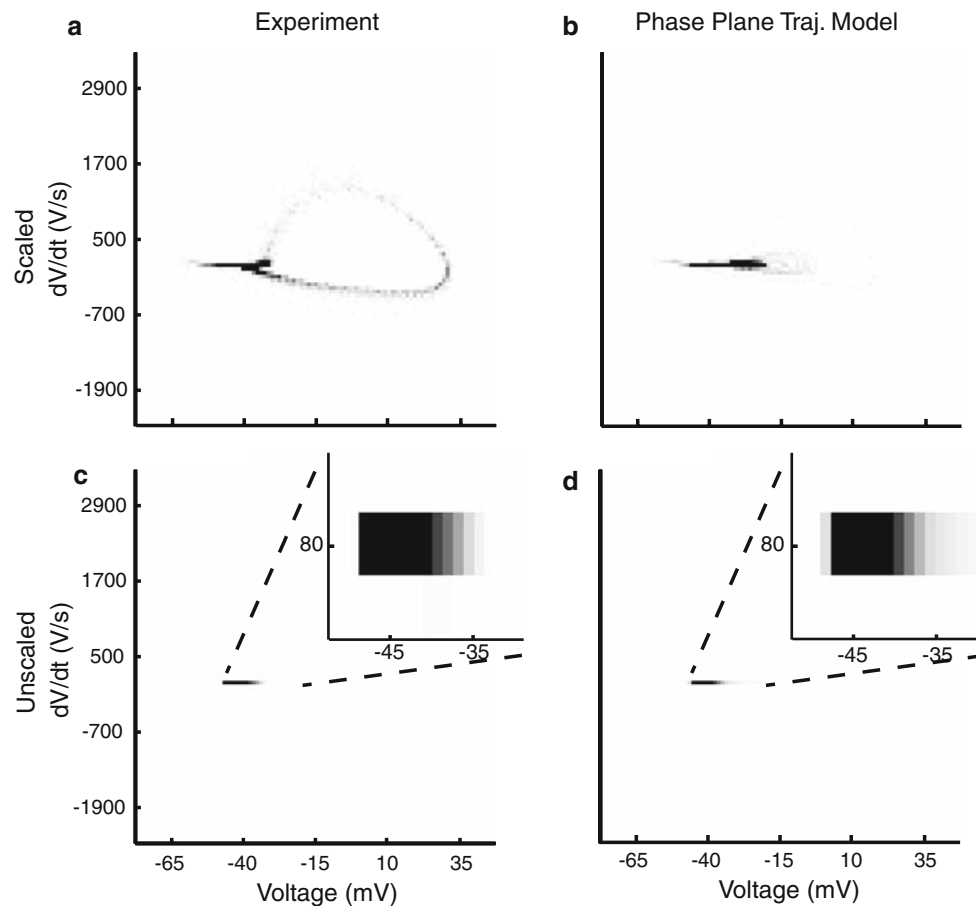 a
Experiment
b
Phase Plane Traj. Model
Scaled
dV/dt (V/s)
2900
1700
500
-700
-1900
c
d
Unscaled
dV/dt (V/s)
2900
1700
500
-700
-1900
80
-45
-35
80
-45
-35
-65
-40
-15
10
35
-65
-40
-15
10
35
Voltage (mV)
Voltage (mV)